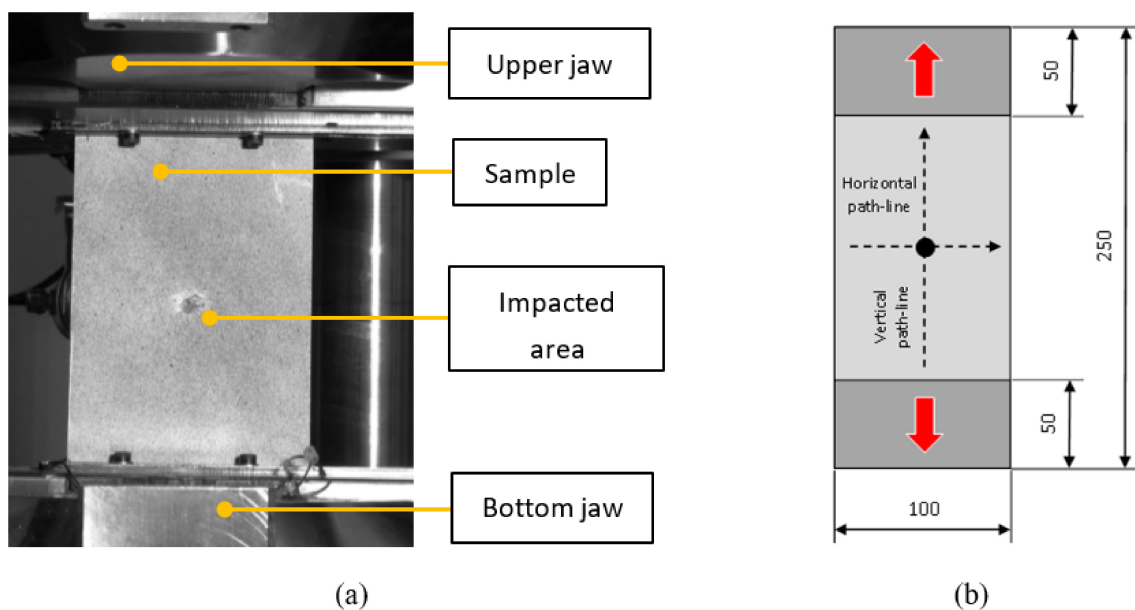 Upper jaw
Sample
Impacted
area
Bottom jaw
(a)
50
Horizontal
path-line
250
Vertical
path-line
50
100
(b)